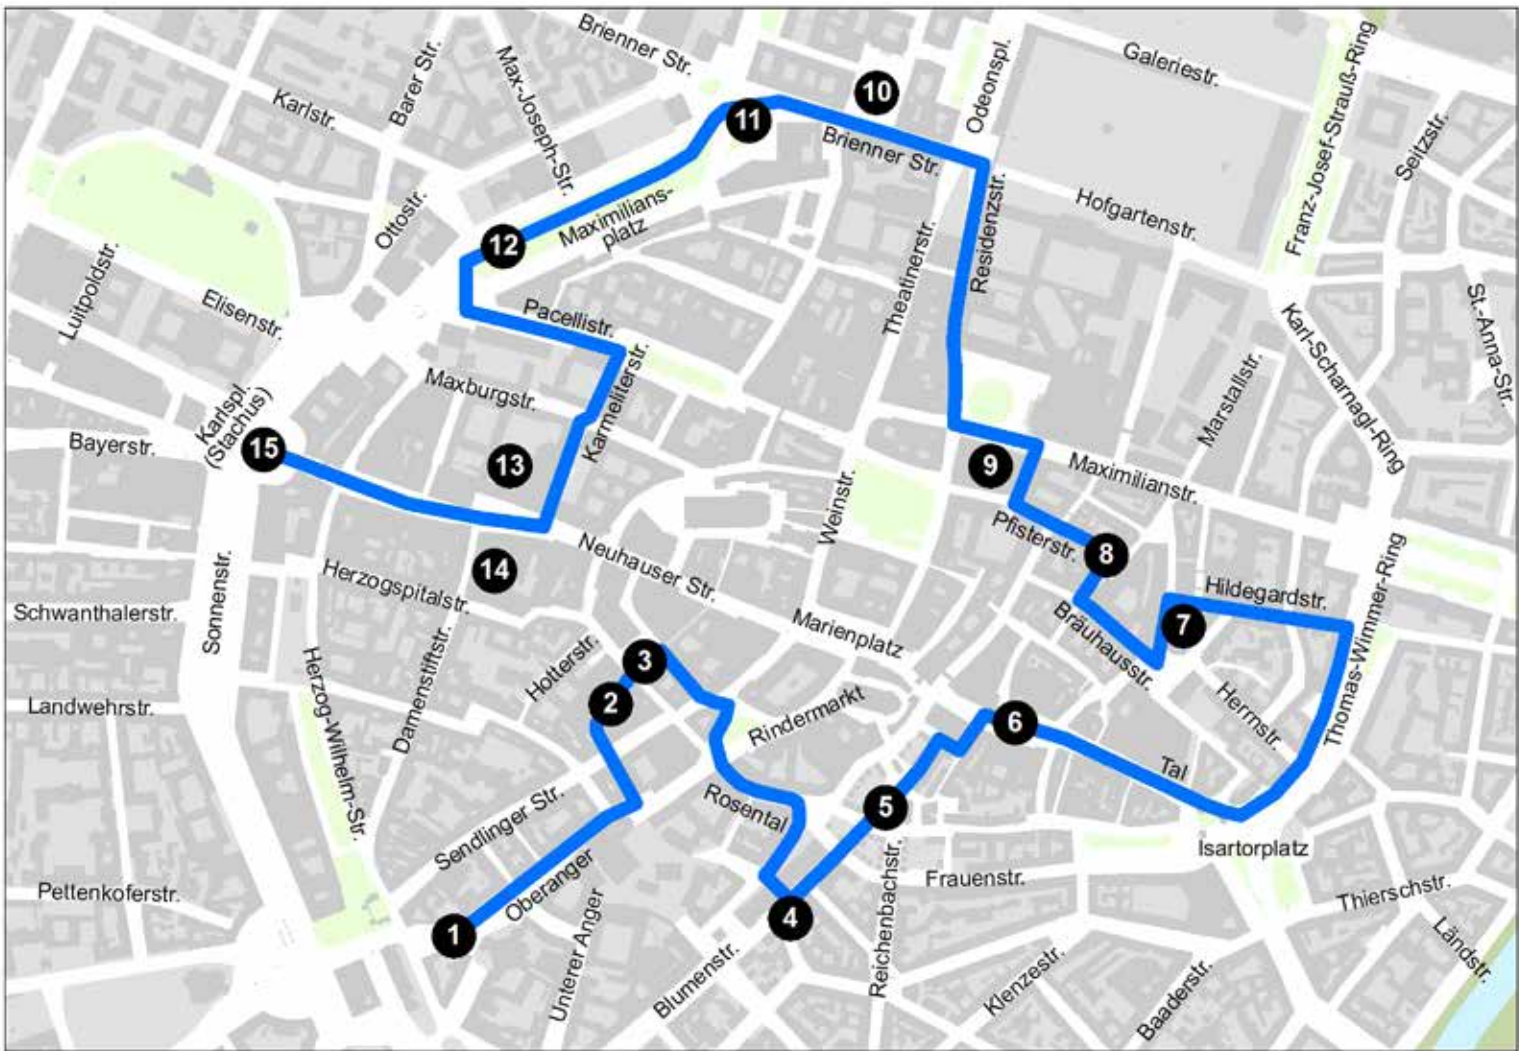 Brienner Str.
Galeriestr.
Odeonspl.
Franz-Josef-Strauß-Ring
Barer Str.
Max-Joseph-Str.
Karlstr.
Seitzstr.
10
11
Brienner Str.
Hofgartenstr.
Residenzstr.
Ottostr.
Maximilians-
platz
12
Theatinerstr.
Luitpoldstr.
Elisenstr.
Pacellistr.
St.-Anna-Str.
Karl-Scharnagl-Ring
Marstallstr.
Maxburgstr.
Karmeliterstr.
Karlspl.
(Stachus)
Bayerstr.
15
13
9
Maximilianstr.
Weinstr.
Pfisterstr.
8
Neuhauser Str.
14
Herzogspitalstr.
Sonnenstr.
Schwanthalerstr.
Hildegardstr.
Thomas-Wimmer-Ring
7
Bräuhausstr.
Marienplatz
Hotterstr.
3
Damenstiftstr.
Herzog-Wilhelm-Str.
2
Landwehrstr.
Rindermarkt
6
Herrnstr.
Tal
Rosental
5
Sendlinger Str.
Isartorplatz
Reichenbachstr.
Frauenstr.
Thierschstr.
Pettenkoferstr.
Oberanger
1
4
Unterer Anger
Blumenstr.
Klenzestr.
Baaderstr.
Ländstr.